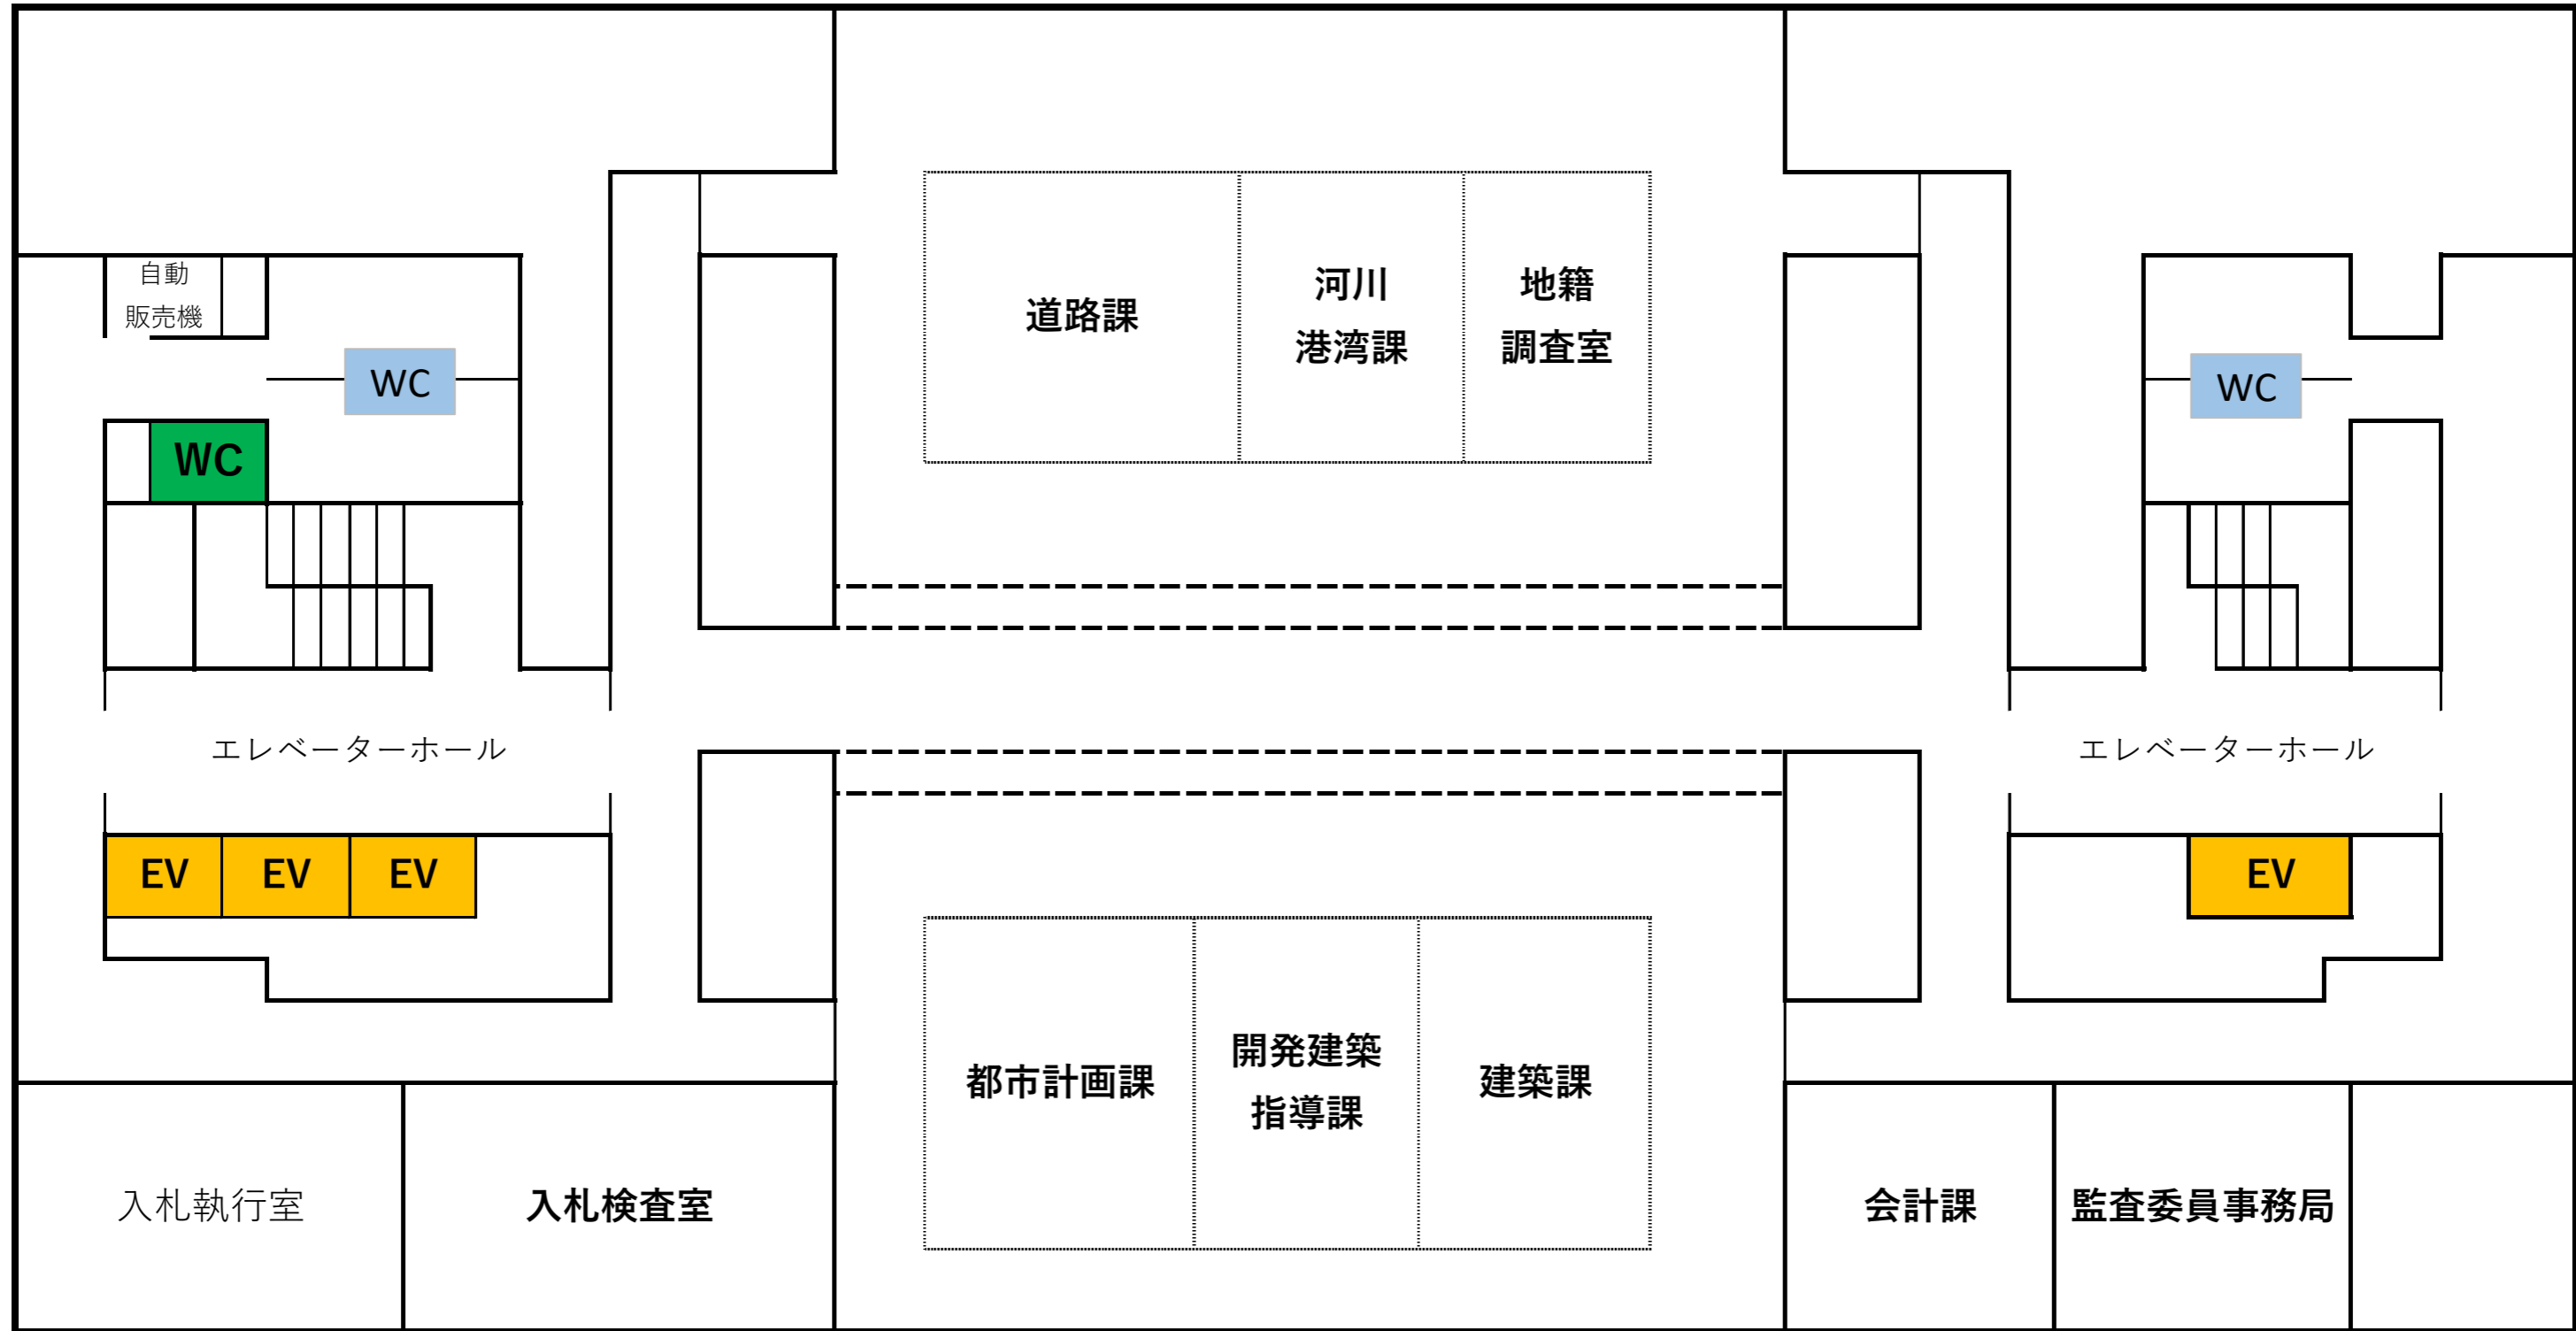 自動
販売機
WC
WC
エレベーターホール
EV
EV
EV
入札執行室
入札検査室
道路課
河川
港湾課
地籍
調査室
都市計画課
開発建築
指導課
建築課
WC
エレベーターホール
EV
会計課
監査委員事務局